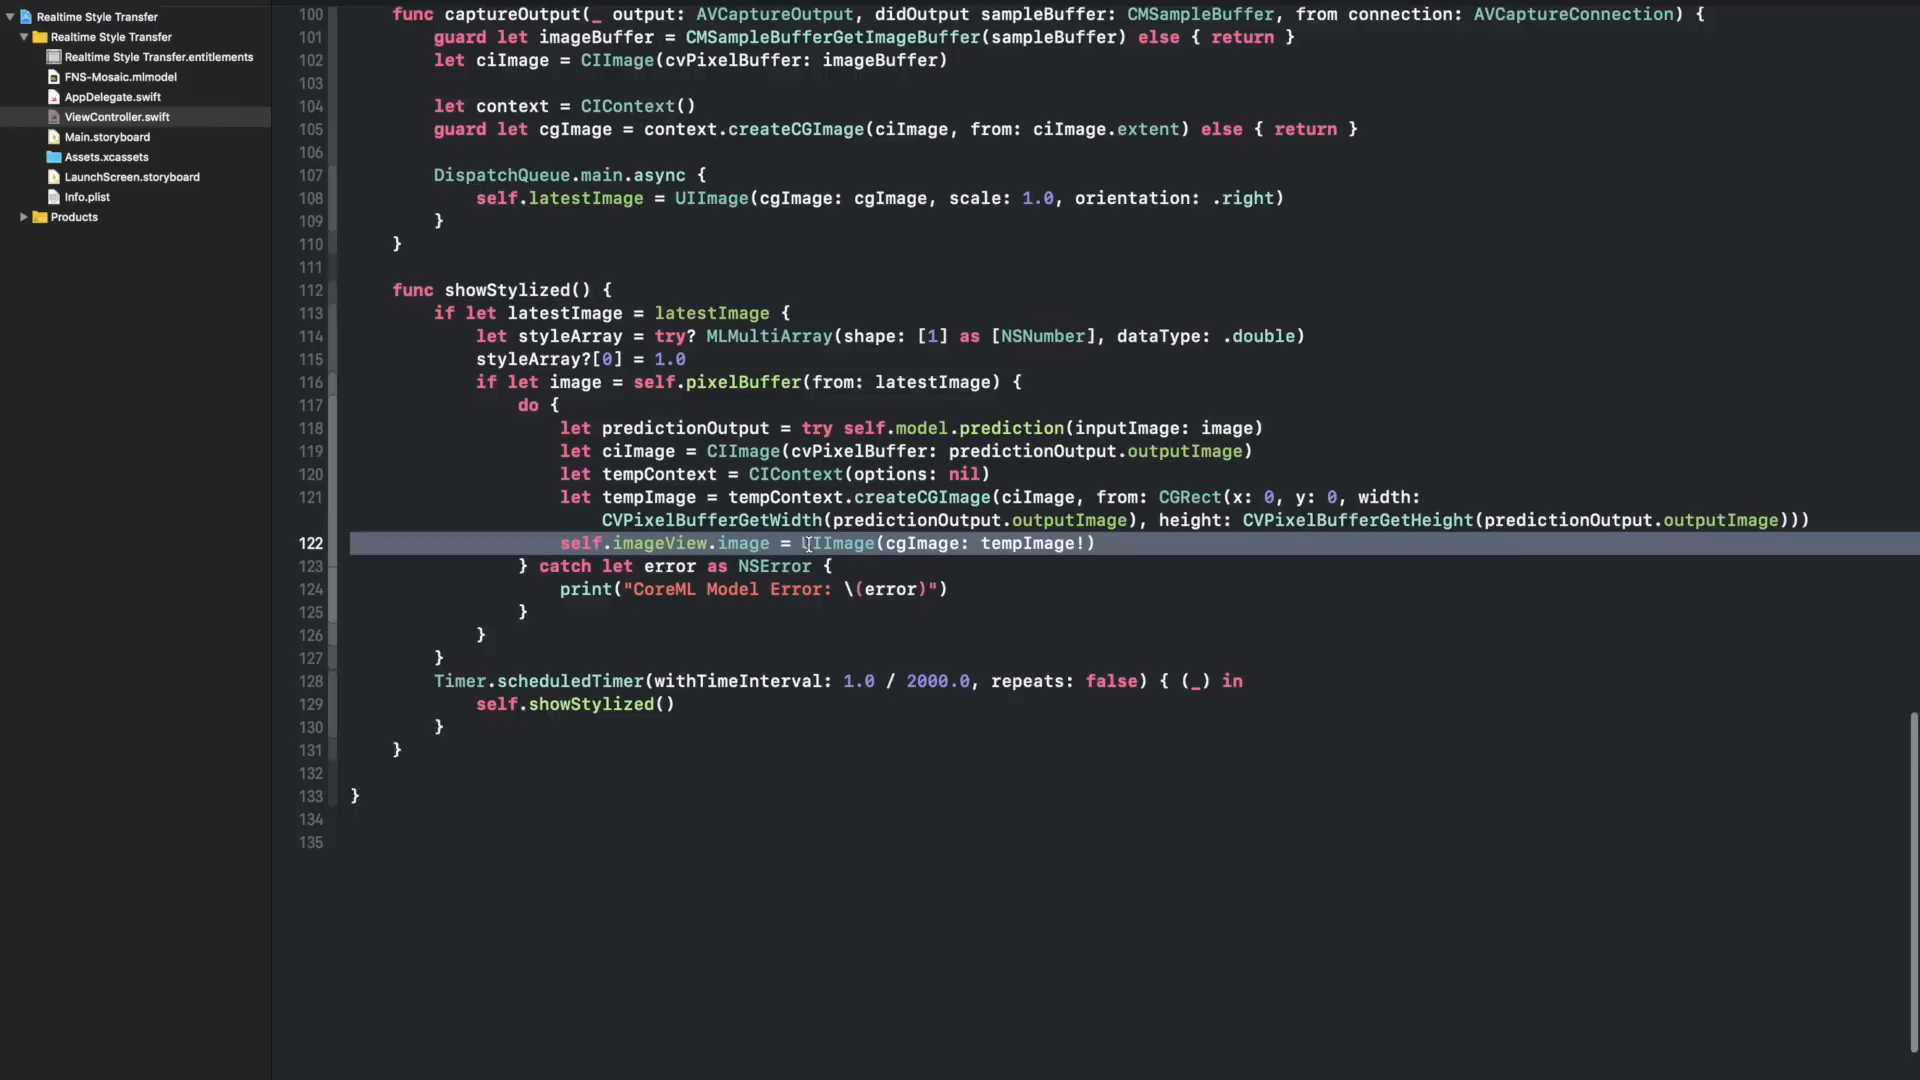 Realtime Style Transfer
Realtime Style Transfer
Realtime Style Transfer.entitlements
FNS-Mosaic.mlmodel
AppDelegate.swift
ViewController.swift
Main.storyboard
Assets.xcassets
LaunchScreen.storyboard
Info.plist
Products
100 func captureOutput(_ output: AVCaptureOutput, didOutput sampleBuffer: CMSampleBuffer, from connection: AVCaptureConnection) {
101 guard let imageBuffer = CMSampleBufferGetImageBuffer(sampleBuffer) else { return }
102 let ciImage = CIImage(cvPixelBuffer: imageBuffer)
103
104 let context = CIContext()
105 guard let cgImage = context.createCGImage(ciImage, from: ciImage.extent) else { return }
106
107 DispatchQueue.main.async {
108 self.latestImage = UIImage(cgImage: cgImage, scale: 1.0, orientation: .right)
109 }
110 }
111
112 func showStylized() {
113 if let latestImage = latestImage {
114 let styleArray = try? MLMultiArray(shape: [1] as [NSNumber], dataType: .double)
115 styleArray?[0] = 1.0
116 if let image = self.pixelBuffer(from: latestImage) {
117 do {
118 let predictionOutput = try self.model.prediction(inputImage: image)
119 let ciImage = CIImage(cvPixelBuffer: predictionOutput.outputImage)
120 let tempContext = CIContext(options: nil)
121 let tempImage = tempContext.createCGImage(ciImage, from: CGRect(x: 0, y: 0, width:
CVPixelBufferGetWidth(predictionOutput.outputImage), height: CVPixelBufferGetHeight(predictionOutput.outputImage)))
122 self.imageView.image = UIImage(cgImage: tempImage!)
123 } catch let error as NSError {
124 print("CoreML Model Error: \(error)")
125 }
126 }
127 }
128 Timer.scheduledTimer(withTimeInterval: 1.0 / 2000.0, repeats: false) { (_) in
129 self.showStylized()
130 }
131 }
132
133 }
134
135